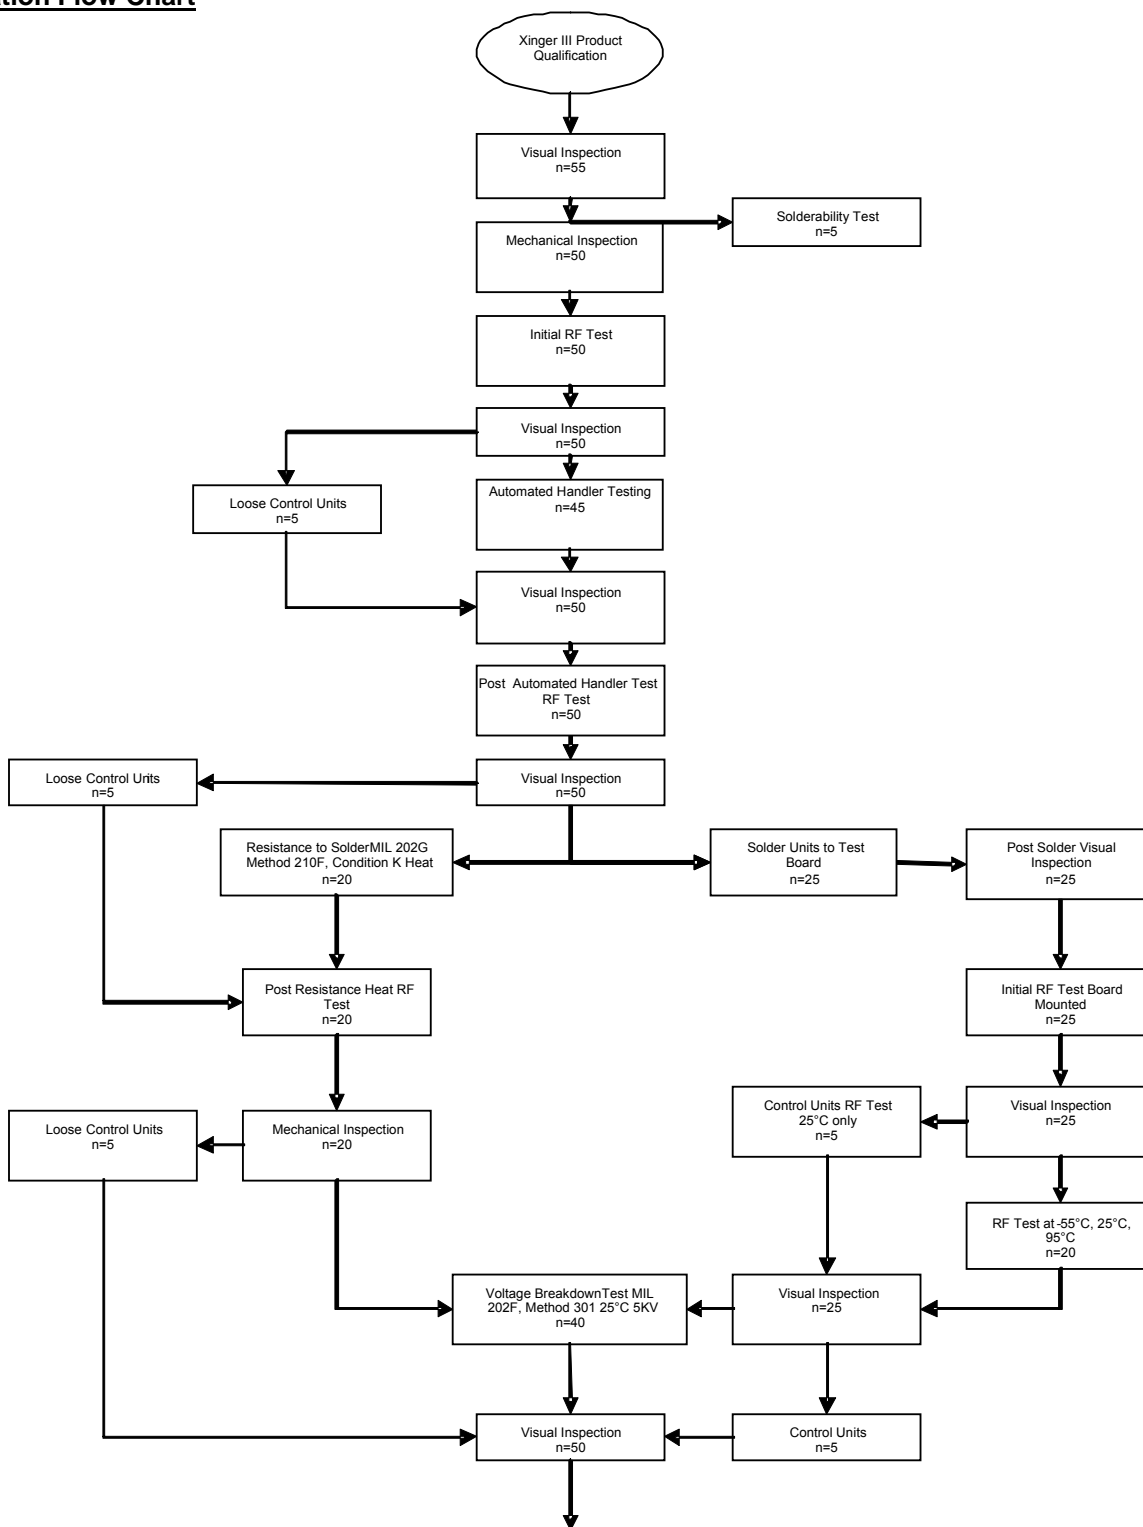 Xinger III Product
Qualification
Visual Inspection
n=55
Solderability Test
n=5
Mechanical Inspection
n=50
Initial RF Test
n=50
Visual Inspection
n=50
Automated Handler Testing
n=45
Loose Control Units
n=5
Visual Inspection
n=50
Post Automated Handler Test
RF Test
n=50
Loose Control Units
n=5
Visual Inspection
n=50
Resistance to SolderMIL 202G
Method 210F, Condition K Heat
n=20
Solder Units to Test
Board
n=25
Post Solder Visual
Inspection
n=25
Post Resistance Heat RF
Test
n=20
Initial RF Test Board
Mounted
n=25
Loose Control Units
n=5
Mechanical Inspection
n=20
Control Units RF Test
25°C only
n=5
Visual Inspection
n=25
RF Test at -55°C, 25°C,
95°C
n=20
Voltage BreakdownTest MIL
202F, Method 301 25°C 5KV
n=40
Visual Inspection
n=25
Visual Inspection
n=50
Control Units
n=5